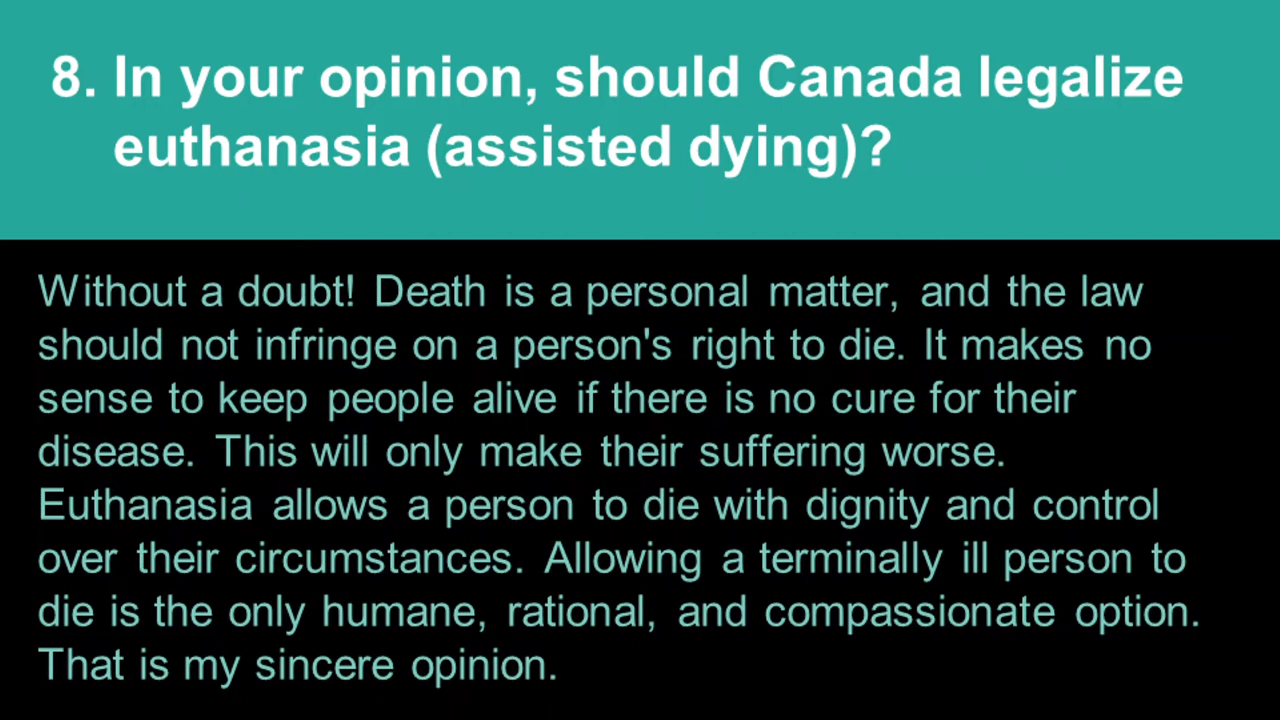 8. In your opinion, should Canada legalize
euthanasia (assisted dying)?
Without a doubt! Death is a personal matter, and the law
should not infringe on a person's right to die. It makes no
sense to keep people alive if there is no cure for their
disease. This will only make their suffering worse.
Euthanasia allows a person to die with dignity and control
over their circumstances. Allowing a terminally ill person to
die is the only humane, rational, and compassionate option.
That is my sincere opinion.